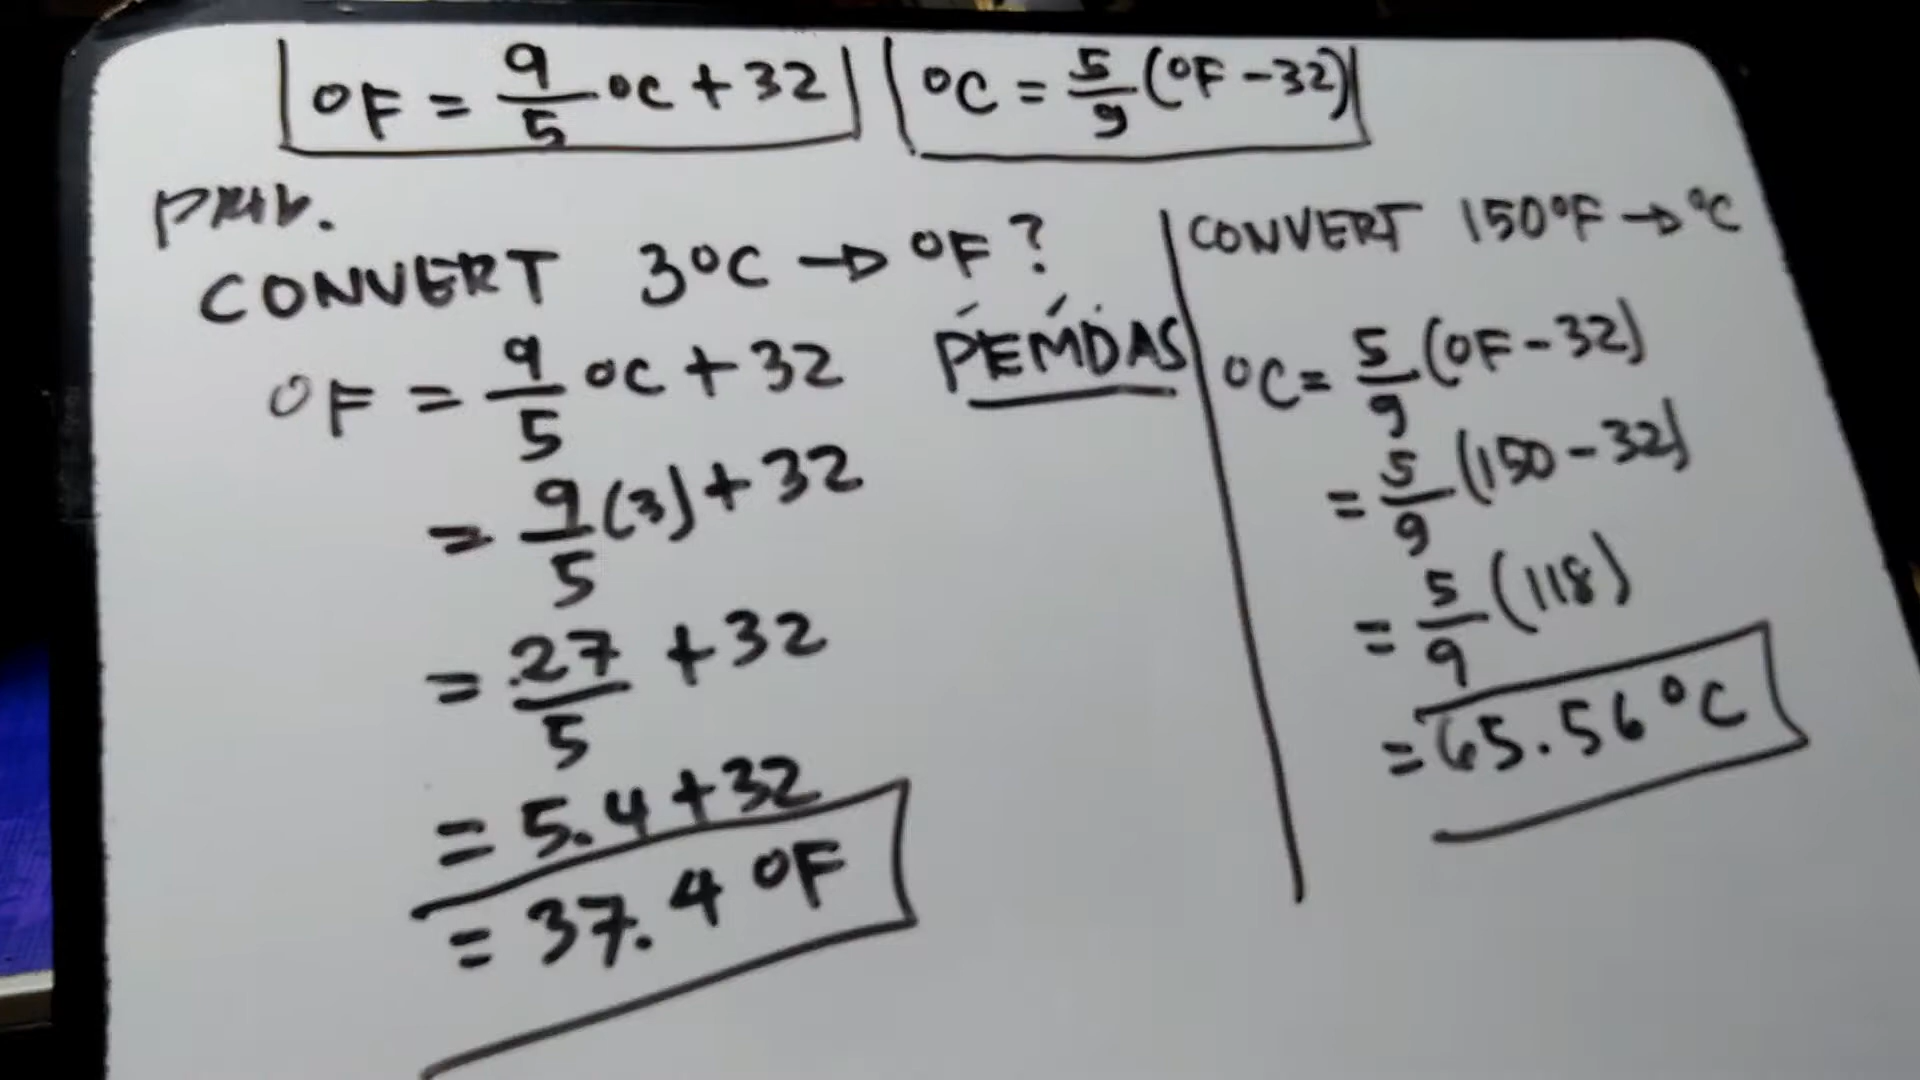 °F = 9/5 °C + 32
°C = 5/9 (°F - 32)
prob.
CONVERT 3°C → °F?
°F = 9/5 °C + 32
PEMDAS
= 9/5 (3) + 32
= 27/5 + 32
= 5.4 + 32
= 37.4 °F
CONVERT 150°F → °C
°C = 5/9 (°F - 32)
= 5/9 (150 - 32)
= 5/9 (118)
= 65.56 °C